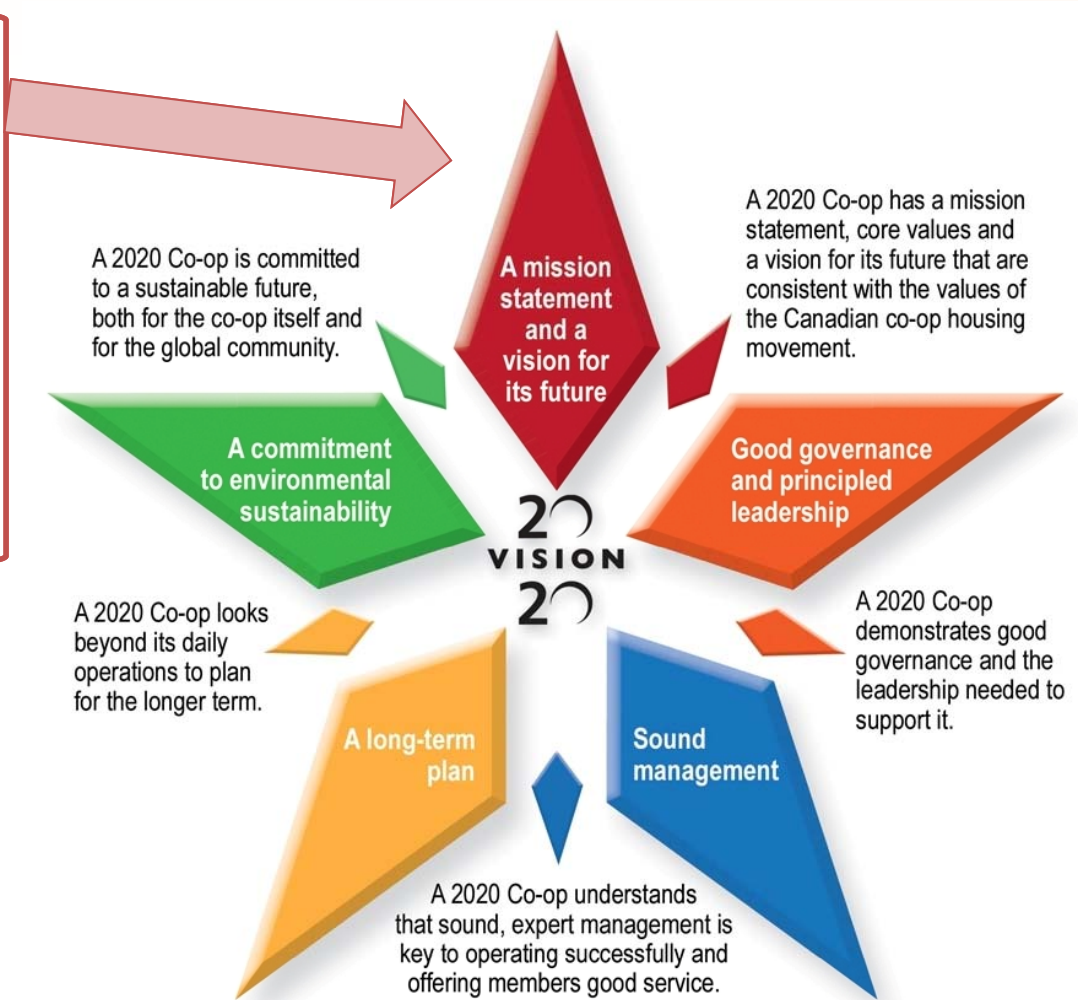 A mission
statement
and a
vision for
its future
A 2020 Co-op has a mission
statement, core values and
a vision for its future that are
consistent with the values of
the Canadian co-op housing
movement.
Good governance
and principled
leadership
A 2020 Co-op
demonstrates good
governance and the
leadership needed to
support it.
Sound
management
A 2020 Co-op understands
that sound, expert management is
key to operating successfully and
offering members good service.
A long-term
plan
A 2020 Co-op looks
beyond its daily
operations to plan
for the longer term.
A commitment
to environmental
sustainability
A 2020 Co-op is committed
to a sustainable future,
both for the co-op itself and
for the global community.
20
VISION
20